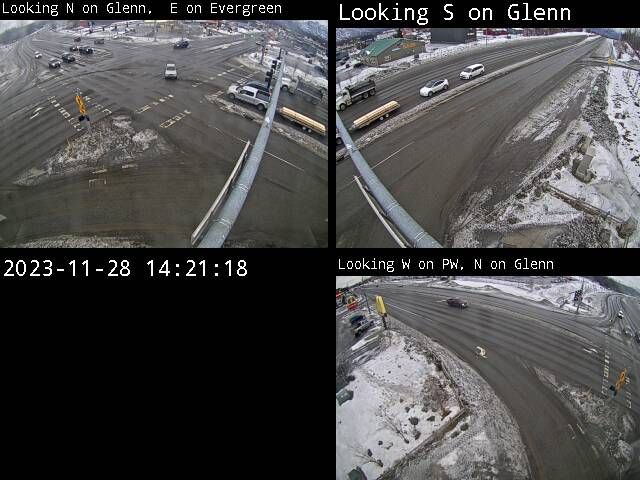 Looking N on Glenn, E on Evergreen
Looking S on Glenn
2023-11-28 14:21:18
Looking W on PW, N on Glenn